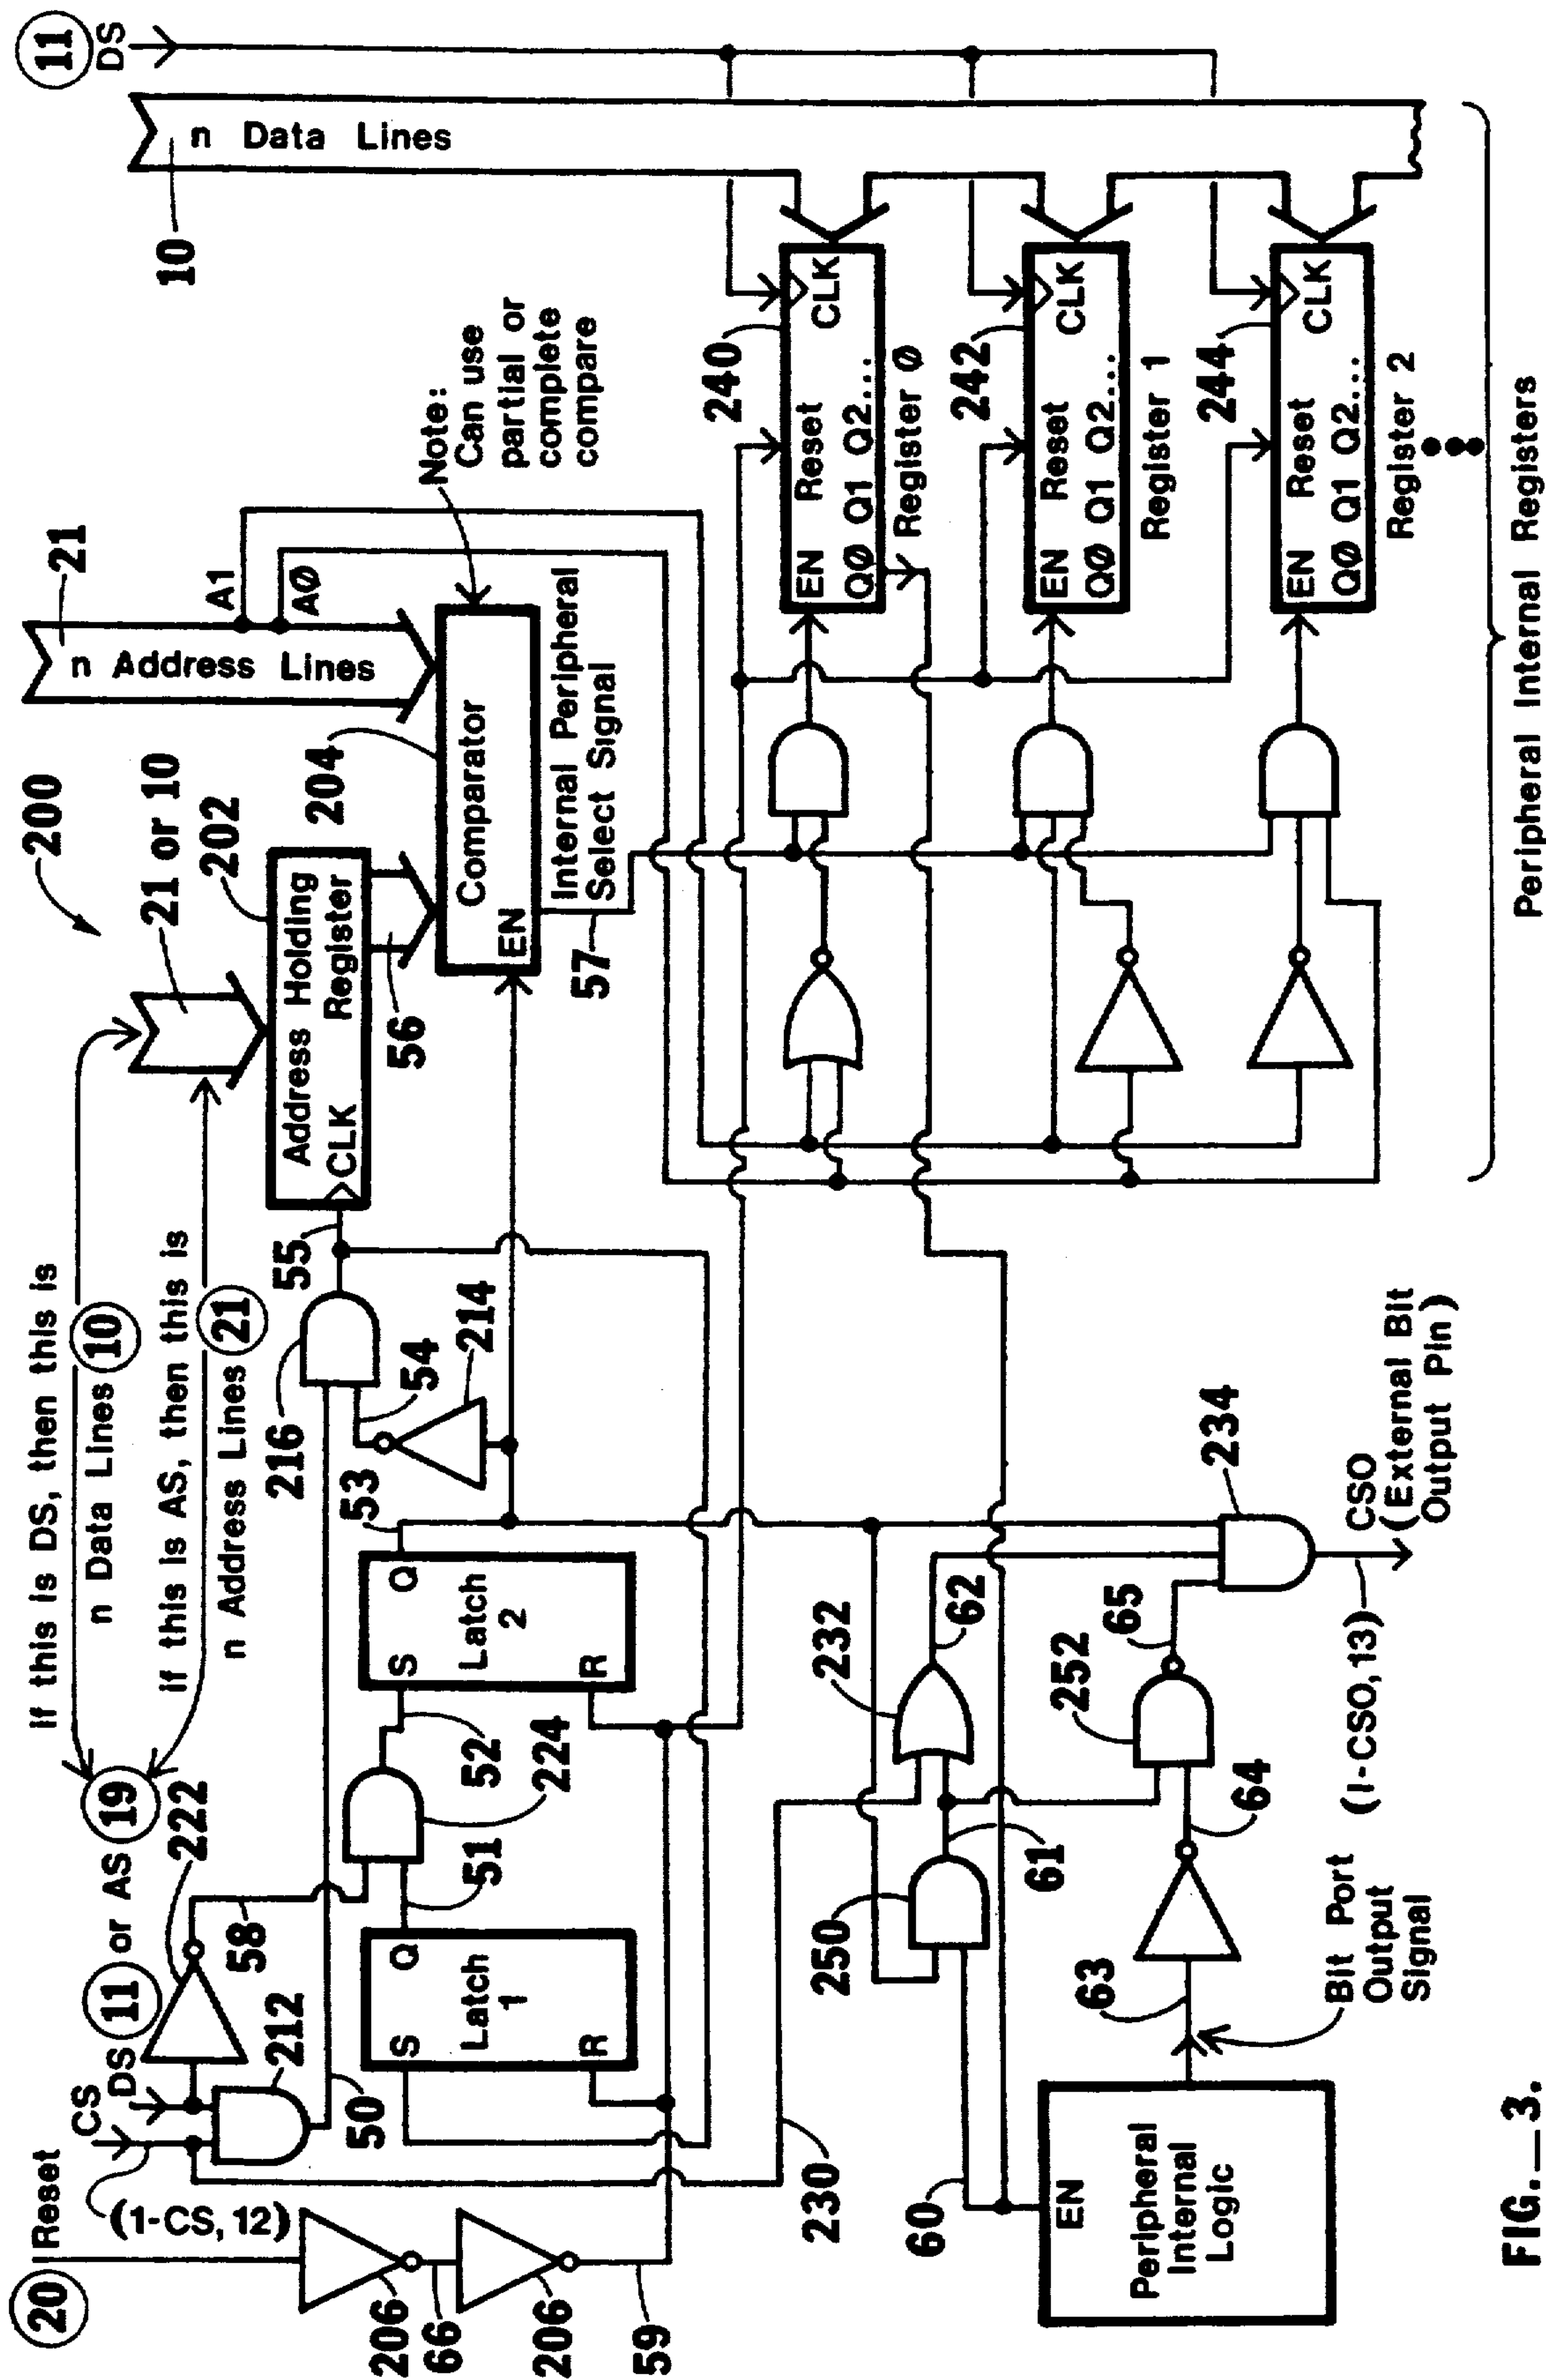 20
Reset
(1-CS, 12)
CS
DS 11 or AS 19
If this is DS, then this is
n Data Lines 10
If this is AS, then this is
n Address Lines 21
200
21 or 10
202
Address Holding
Register
CLK
n Address Lines
21
A1
A0
Note:
Can use
partial or
complete
compare
n Data Lines
10
11
DS
222
212
50
58
51
224
52
53
54
214
216
55
56
204
Comparator
EN
Internal Peripheral
Select Signal
57
206
66
206
59
S
Q
Latch
1
R
S
Q
Latch
2
R
230
240
EN Reset CLK
QØ Q1 Q2...
Register Ø
242
EN Reset CLK
QØ Q1 Q2...
Register 1
244
EN Reset CLK
QØ Q1 Q2...
Register 2
Peripheral Internal Registers
60
250
61
232
62
252
64
65
63
234
EN
Peripheral
Internal
Logic
Bit Port
Output
Signal
(1-CSO, 13)
CSO
(External Bit
Output Pin)
FIG.—3.